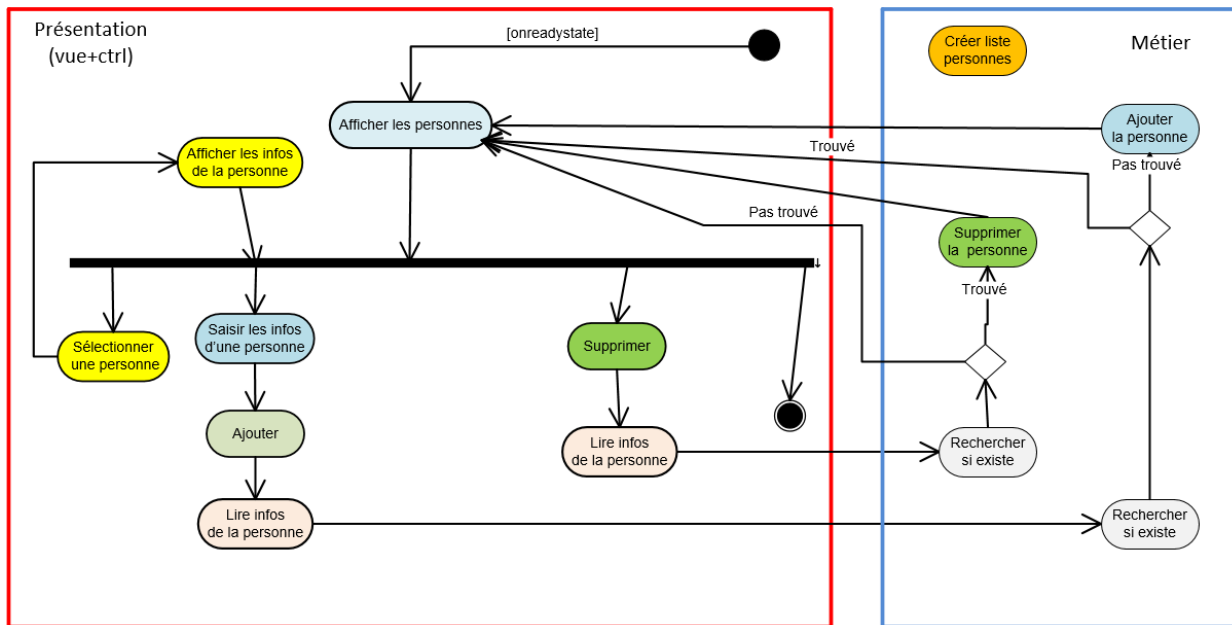 Présentation
(vue+ctrl)
[onreadystate]
Créer liste
personnes
Métier
Afficher les personnes
Ajouter
la personne
Afficher les infos
de la personne
Trouvé
Pas trouvé
Pas trouvé
Supprimer
la personne
Trouvé
Sélectionner
une personne
Saisir les infos
d'une personne
Supprimer
Ajouter
Lire infos
de la personne
Rechercher
si existe
Lire infos
de la personne
Rechercher
si existe